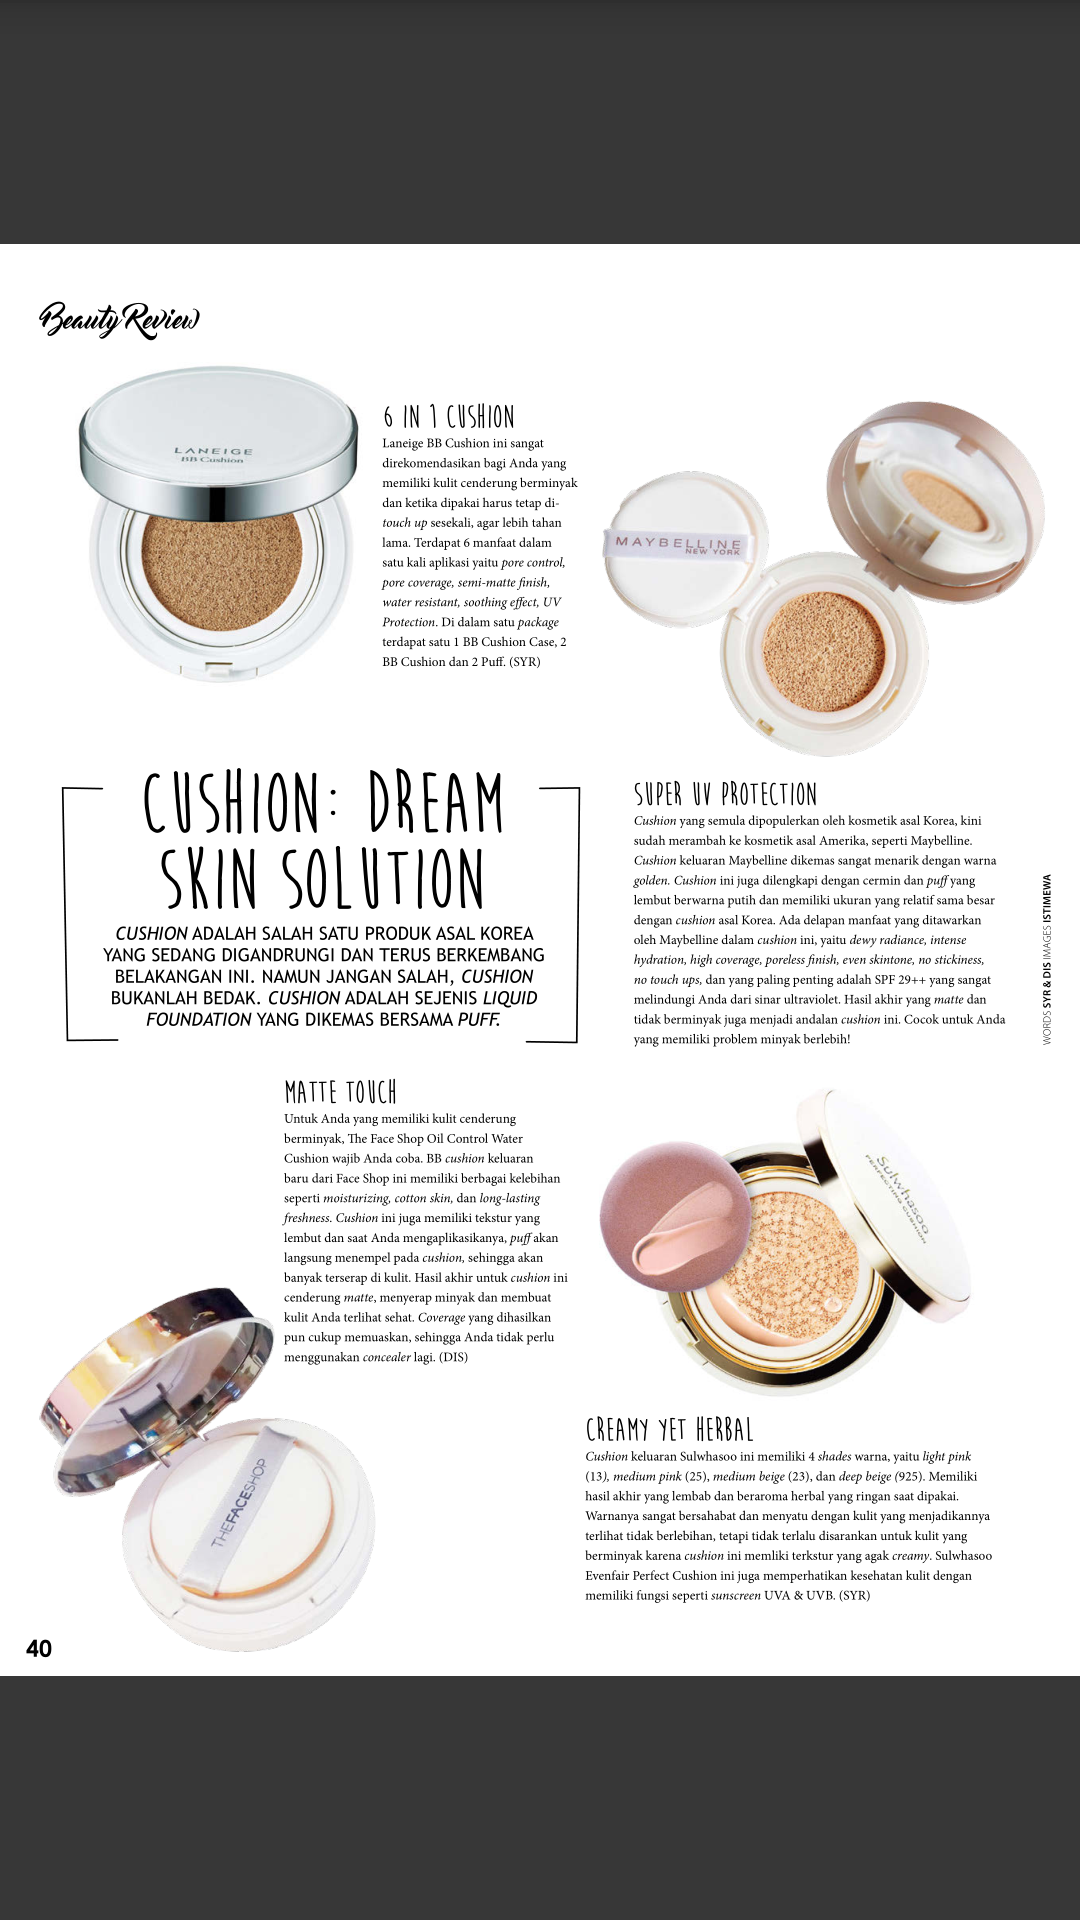 Beauty Review
LANEIGE
BB Cushion
6 IN 1 CUSHION
Laneige BB Cushion ini sangat
direkomendasikan bagi Anda yang
memiliki kulit cenderung berminyak
dan ketika dipakai harus tetap di-
touch up sesekali, agar lebih tahan
lama. Terdapat 6 manfaat dalam
satu kali aplikasi yaitu pore control,
pore coverage, semi-matte finish,
water resistant, soothing effect, UV
Protection. Di dalam satu package
terdapat satu 1 BB Cushion Case, 2
BB Cushion dan 2 Puff. (SYR)
MAYBELLINE
NEW YORK
CUSHION: DREAM
SKIN SOLUTION
CUSHION ADALAH SALAH SATU PRODUK ASAL KOREA
YANG SEDANG DIGANDRUNGI DAN TERUS BERKEMBANG
BELAKANGAN INI. NAMUN JANGAN SALAH, CUSHION
BUKANLAH BEDAK. CUSHION ADALAH SEJENIS LIQUID
FOUNDATION YANG DIKEMAS BERSAMA PUFF.
SUPER UV PROTECTION
Cushion yang semula dipopulerkan oleh kosmetik asal Korea, kini
sudah merambah ke kosmetik asal Amerika, seperti Maybelline.
Cushion keluaran Maybelline dikemas sangat menarik dengan warna
golden. Cushion ini juga dilengkapi dengan cermin dan puff yang
lembut berwarna putih dan memiliki ukuran yang relatif sama besar
dengan cushion asal Korea. Ada delapan manfaat yang ditawarkan
oleh Maybelline dalam cushion ini, yaitu dewy radiance, intense
hydration, high coverage, poreless finish, even skintone, no stickiness,
no touch ups, dan yang paling penting adalah SPF 29++ yang sangat
melindungi Anda dari sinar ultraviolet. Hasil akhir yang matte dan
tidak berminyak juga menjadi andalan cushion ini. Cocok untuk Anda
yang memiliki problem minyak berlebih!
WORDS SYR & DIS IMAGES ISTIMEWA
MATTE TOUCH
Untuk Anda yang memiliki kulit cenderung
berminyak, The Face Shop Oil Control Water
Cushion wajib Anda coba. BB cushion keluaran
baru dari Face Shop ini memiliki berbagai kelebihan
seperti moisturizing, cotton skin, dan long-lasting
freshness. Cushion ini juga memiliki tekstur yang
lembut dan saat Anda mengaplikasikanya, puff akan
langsung menempel pada cushion, sehingga akan
banyak terserap di kulit. Hasil akhir untuk cushion ini
cenderung matte, menyerap minyak dan membuat
kulit Anda terlihat sehat. Coverage yang dihasilkan
pun cukup memuaskan, sehingga Anda tidak perlu
menggunakan concealer lagi. (DIS)
THEFACESHOP
Sulwhasoo
PERFECTING CUSHION
CREAMY YET HERBAL
Cushion keluaran Sulwhasoo ini memiliki 4 shades warna, yaitu light pink
(13), medium pink (25), medium beige (23), dan deep beige (925). Memiliki
hasil akhir yang lembab dan beraroma herbal yang ringan saat dipakai.
Warnanya sangat bersahabat dan menyatu dengan kulit yang menjadikannya
terlihat tidak berlebihan, tetapi tidak terlalu disarankan untuk kulit yang
berminyak karena cushion ini memliki terkstur yang agak creamy. Sulwhasoo
Evenfair Perfect Cushion ini juga memperhatikan kesehatan kulit dengan
memiliki fungsi seperti sunscreen UVA & UVB. (SYR)
40